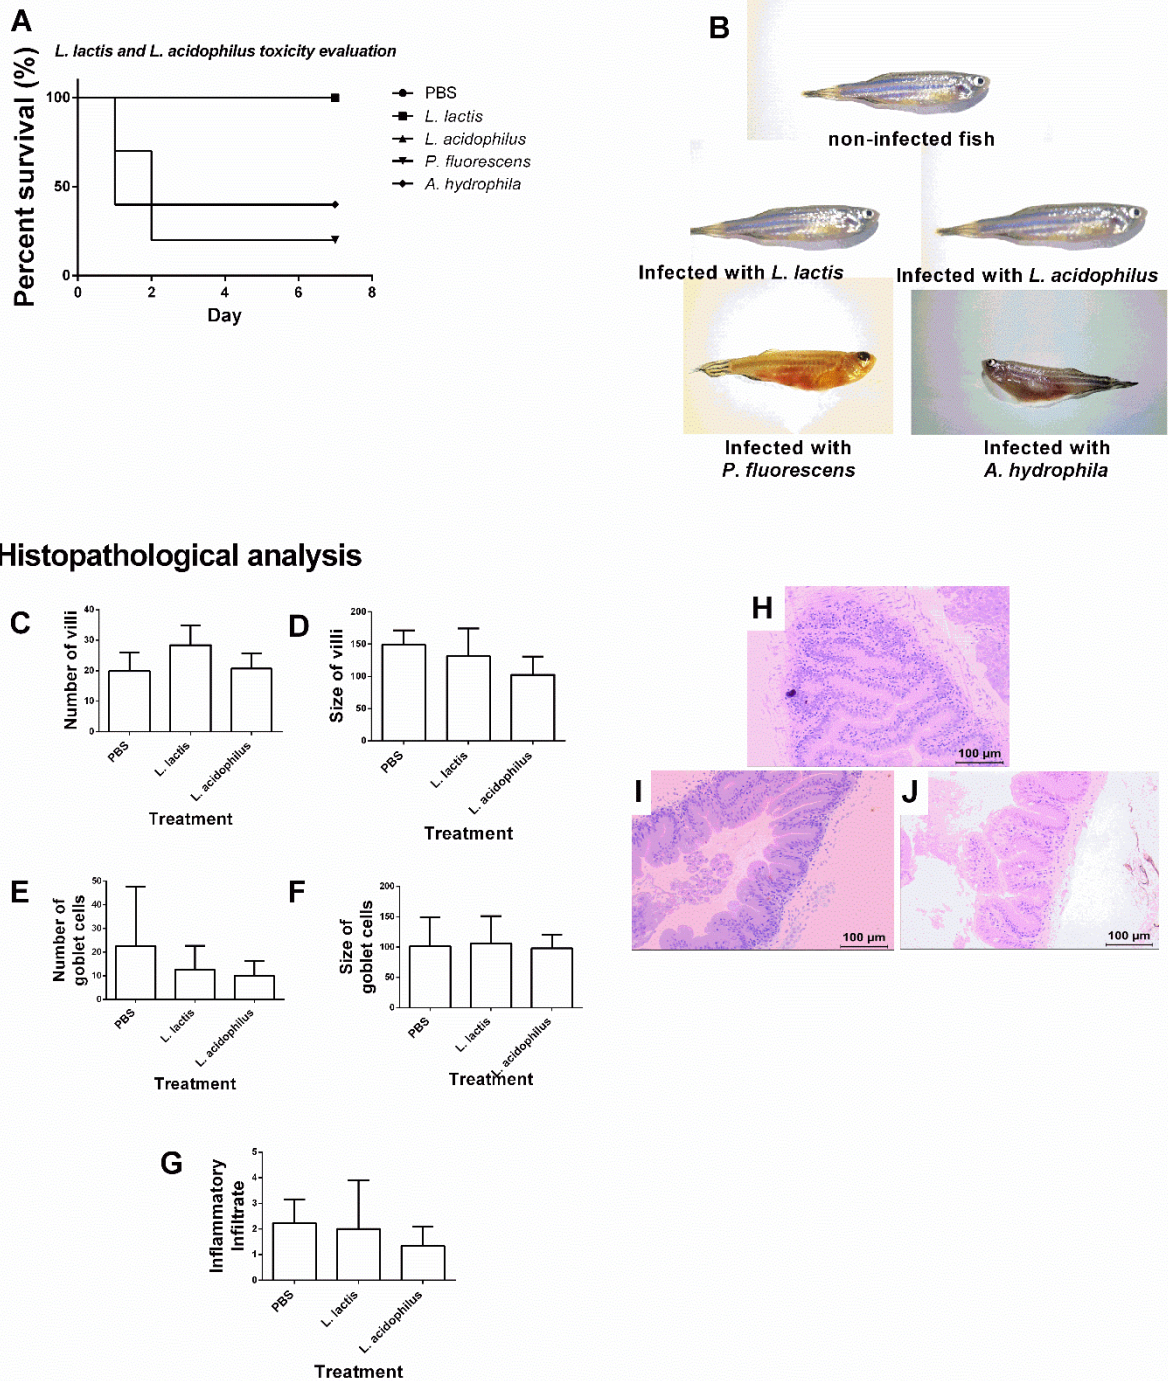 A
L. lactis and L. acidophilus toxicity evaluation
Percent survival (%)
100
50
0
0
2
4
6
8
Day
PBS
L. lactis
L. acidophilus
P. fluorescens
A. hydrophila
B
non-infected fish
Infected with L. lactis
Infected with L. acidophilus
Infected with
P. fluorescens
Infected with
A. hydrophila
Histopathological analysis
C
Number of villi
40
30
20
10
0
PBS
L. lactis
L. acidophilus
Treatment
D
Size of villi
200
150
100
50
0
PBS
L. lactis
L. acidophilus
Treatment
E
Number of
goblet cells
50
40
30
20
10
0
PBS
L. lactis
L. acidophilus
Treatment
F
Size of
goblet cells
200
150
100
50
0
PBS
L. lactis
L. acidophilus
Treatment
G
Inflammatory
Infiltrate
5
4
3
2
1
0
PBS
L. lactis
L. acidophilus
Treatment
H
100 µm
I
100 µm
J
100 µm